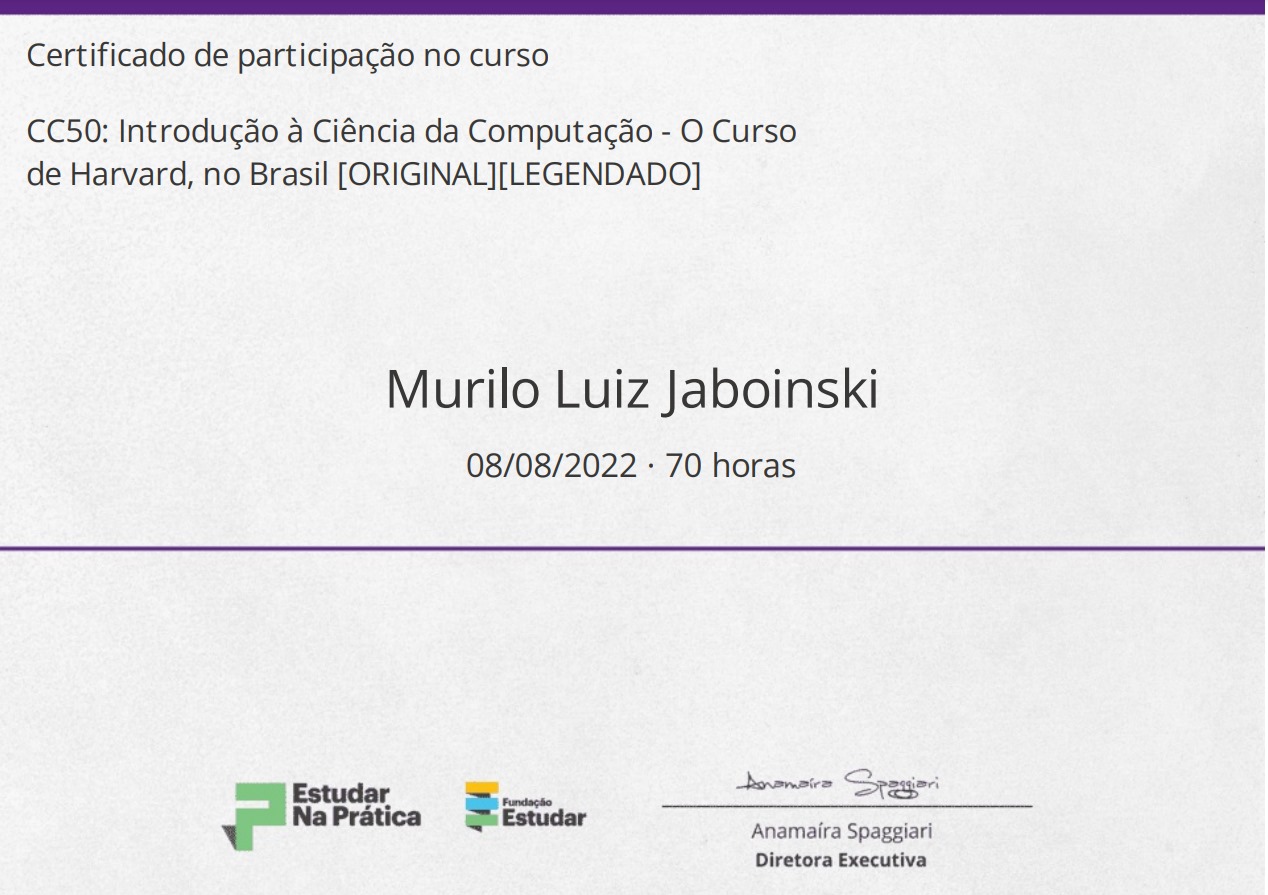 Certificado de participação no curso
CC50: Introdução à Ciência da Computação - O Curso
de Harvard, no Brasil [ORIGINAL][LEGENDADO]
Murilo Luiz Jaboinski
08/08/2022 · 70 horas
Estudar
Na Prática
Fundação
Estudar
Anamaíra Spaggiari
Anamaíra Spaggiari
Diretora Executiva